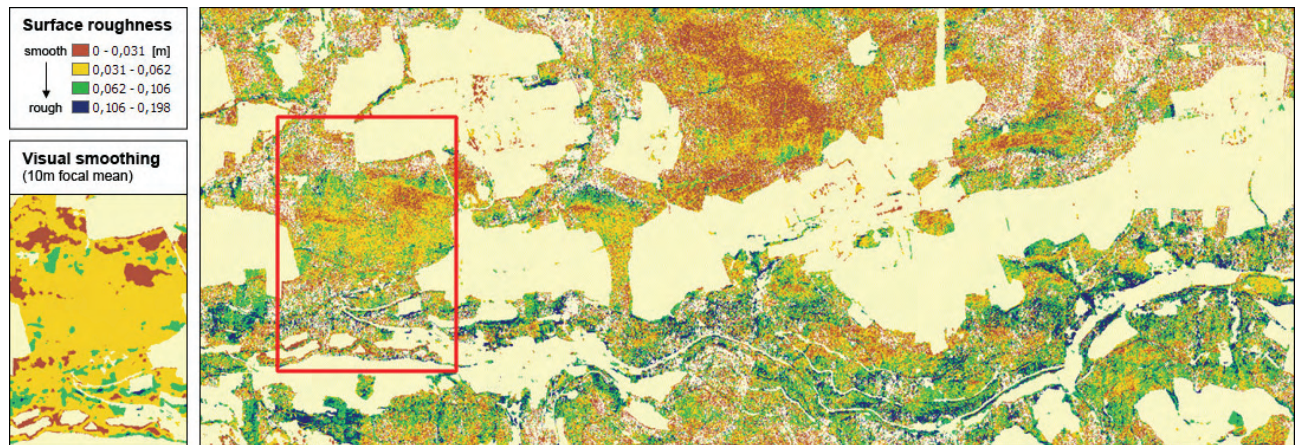 Surface roughness
smooth 0 - 0,031 [m]
0,031 - 0,062
0,062 - 0,106
rough 0,106 - 0,198
Visual smoothing
(10m focal mean)